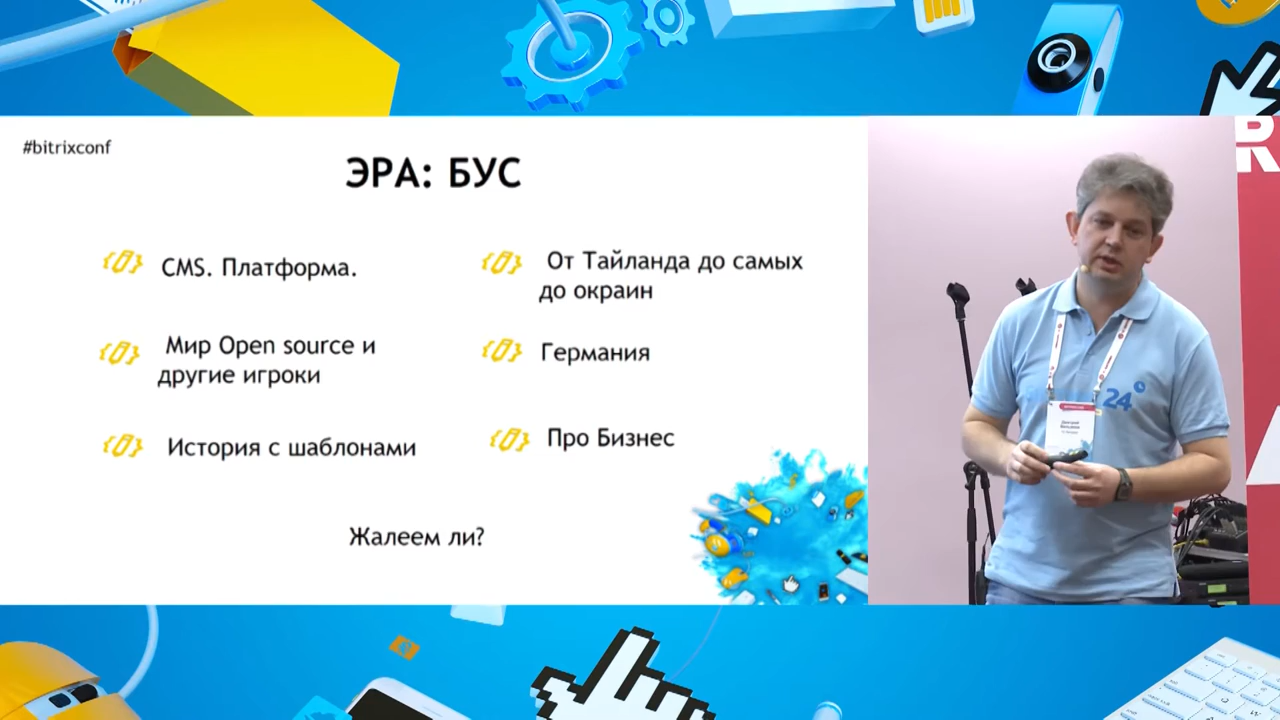 #bitrixconf
ЭРА: БУС
CMS. Платформа.
Мир Open source и
другие игроки
История с шаблонами
От Тайланда до самых
до окраин
Германия
Про Бизнес
Жалеем ли?
24
R